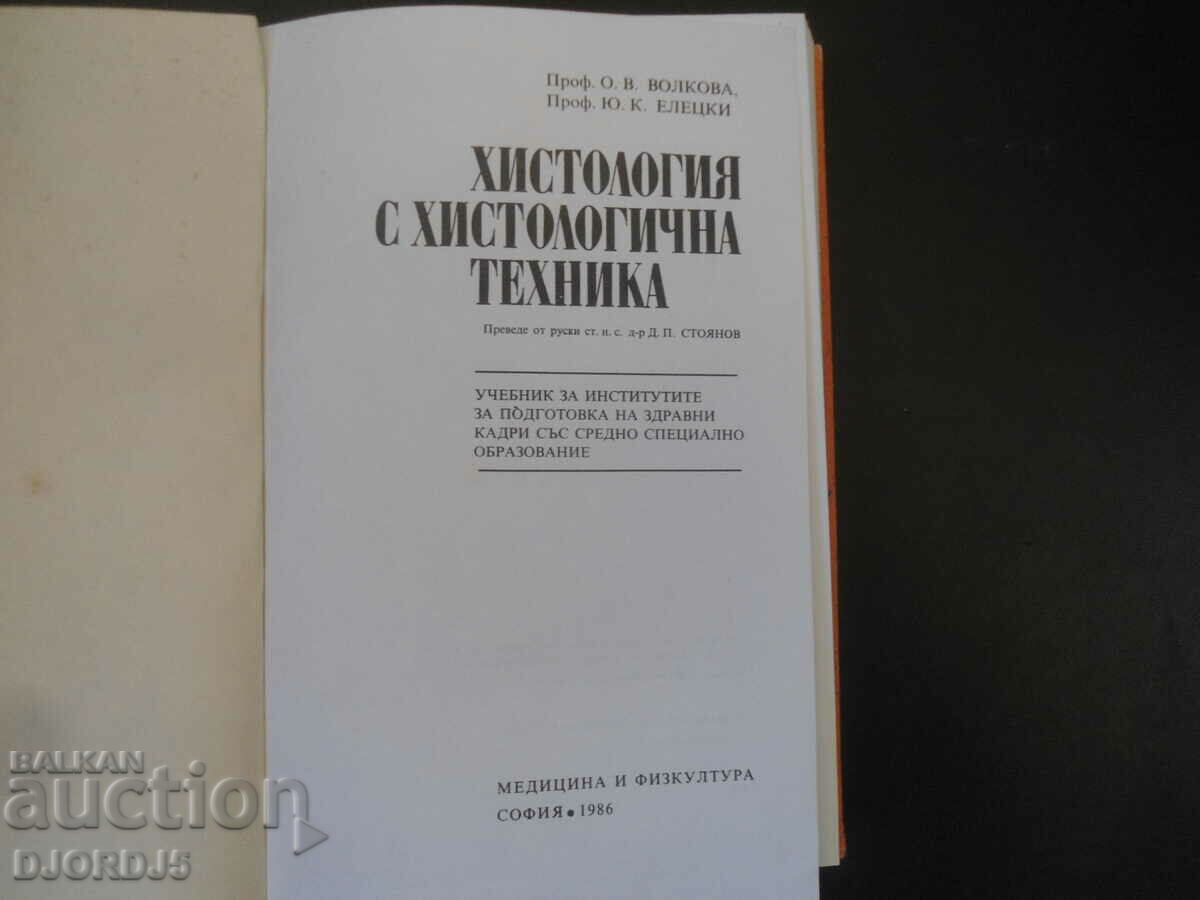 Проф. О. В. ВОЛКОВА,
Проф. Ю. К. ЕЛЕЦКИ
ХИСТОЛОГИЯ
С ХИСТОЛОГИЧНА
ТЕХНИКА
Преведе от руски ст. н. с. д-р Д. П. СТОЯНОВ
УЧЕБНИК ЗА ИНСТИТУТИТЕ
ЗА ПОДГОТОВКА НА ЗДРАВНИ
КАДРИ СЪС СРЕДНО СПЕЦИАЛНО
ОБРАЗОВАНИЕ
МЕДИЦИНА И ФИЗКУЛТУРА
СОФИЯ • 1986
BALKAN
auction
DJORDJ5